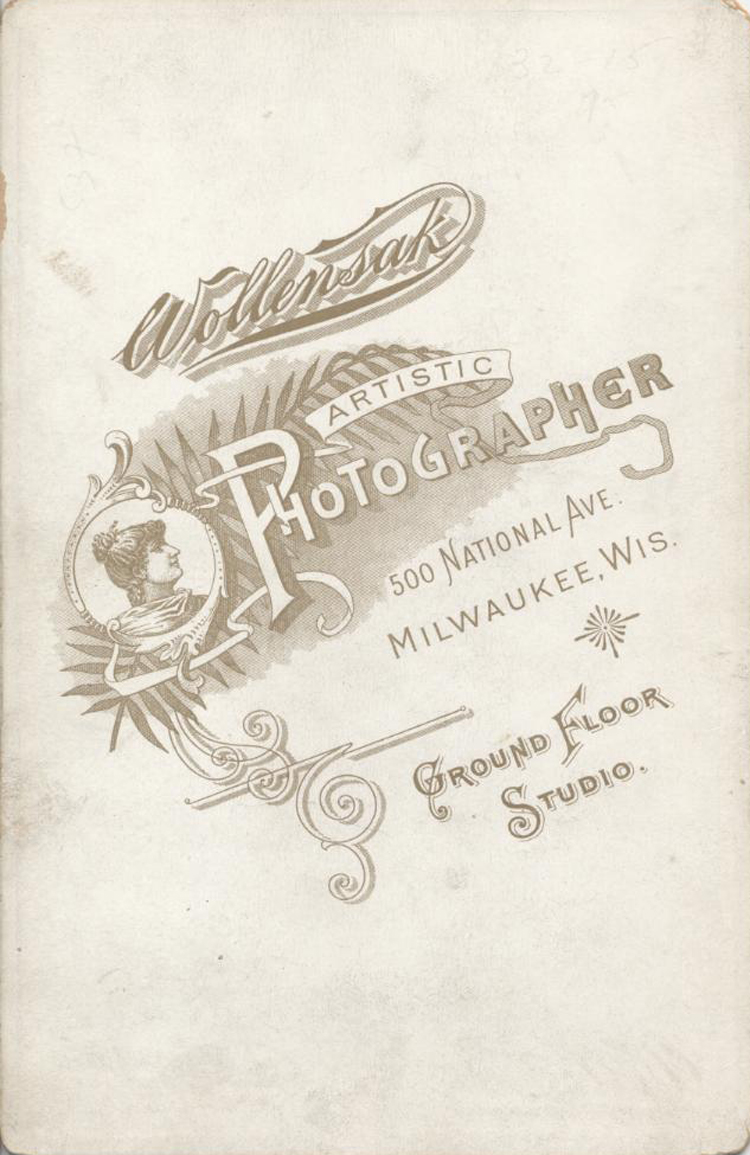 Wollensak
ARTISTIC
PHOTOGRAPHER
500 NATIONAL AVE.
MILWAUKEE, WIS.
GROUND FLOOR
STUDIO.